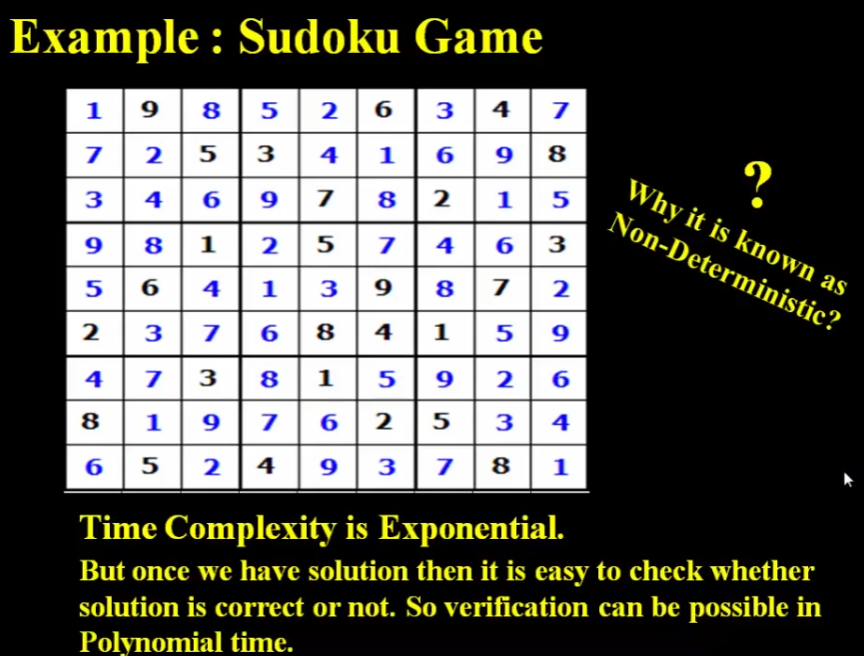 Example : Sudoku Game
1 9 8 5 2 6 3 4 7
7 2 5 3 4 1 6 9 8
3 4 6 9 7 8 2 1 5
9 8 1 2 5 7 4 6 3
5 6 4 1 3 9 8 7 2
2 3 7 6 8 4 1 5 9
4 7 3 8 1 5 9 2 6
8 1 9 7 6 2 5 3 4
6 5 2 4 9 3 7 8 1
?
Why it is known as
Non-Deterministic?
Time Complexity is Exponential.
But once we have solution then it is easy to check whether
solution is correct or not. So verification can be possible in
Polynomial time.